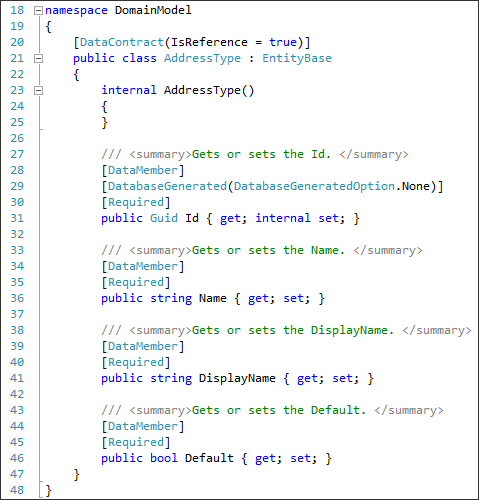 18 namespace DomainModel
19 {
20     [DataContract(IsReference = true)]
21     public class AddressType : EntityBase
22     {
23         internal AddressType()
24         {
25         }
26
27         /// <summary>Gets or sets the Id. </summary>
28         [DataMember]
29         [DatabaseGenerated(DatabaseGeneratedOption.None)]
30         [Required]
31         public Guid Id { get; internal set; }
32
33         /// <summary>Gets or sets the Name. </summary>
34         [DataMember]
35         [Required]
36         public string Name { get; set; }
37
38         /// <summary>Gets or sets the DisplayName. </summary>
39         [DataMember]
40         [Required]
41         public string DisplayName { get; set; }
42
43         /// <summary>Gets or sets the Default. </summary>
44         [DataMember]
45         [Required]
46         public bool Default { get; set; }
47     }
48 }